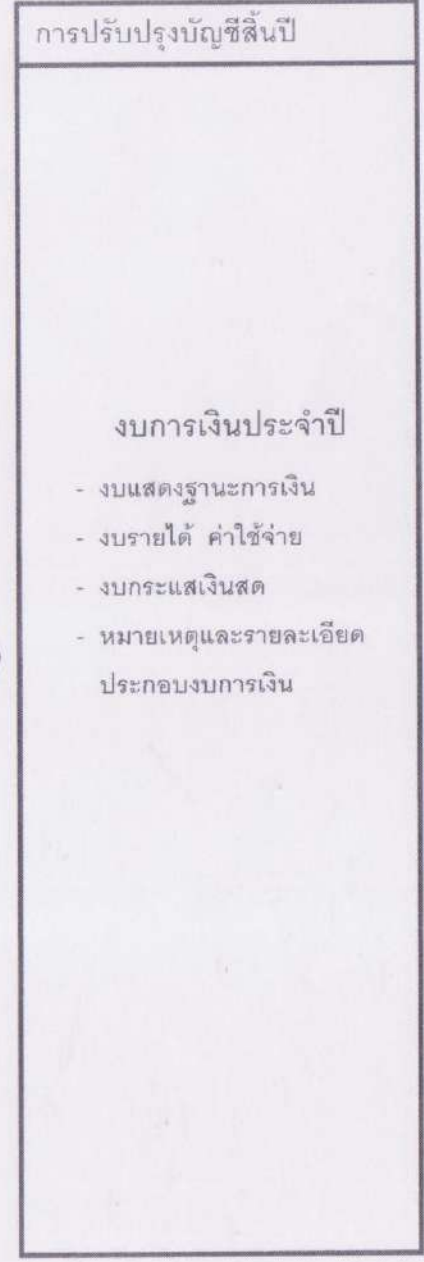 การปรับปรุงบัญชีสิ้นปี
งบการเงินประจำปี
- งบแสดงฐานะการเงิน
- งบรายได้ ค่าใช้จ่าย
- งบกระแสเงินสด
- หมายเหตุและรายละเอียด
ประกอบงบการเงิน